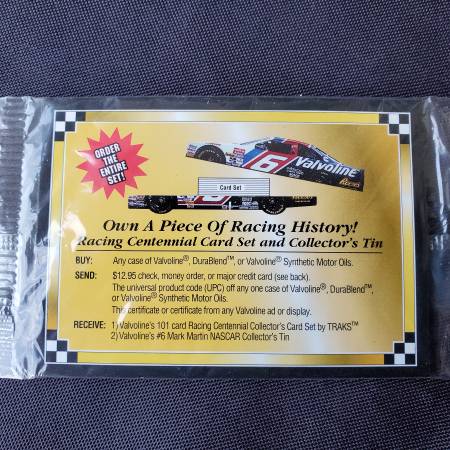 ORDER
THE
ENTIRE
SET!
6 Valvoline
Card Set
Own A Piece Of Racing History!
Racing Centennial Card Set and Collector's Tin
BUY: Any case of Valvoline®, DuraBlend™, or Valvoline® Synthetic Motor Oils.
SEND: $12.95 check, money order, or major credit card (see back).
The universal product code (UPC) off any one case of Valvoline®, DuraBlend™,
or Valvoline® Synthetic Motor Oils.
This certificate or certificate from any Valvoline ad or display.
RECEIVE: 1) Valvoline's 101 card Racing Centennial Collector's Card Set by TRAKS™
2) Valvoline's #6 Mark Martin NASCAR Collector's Tin